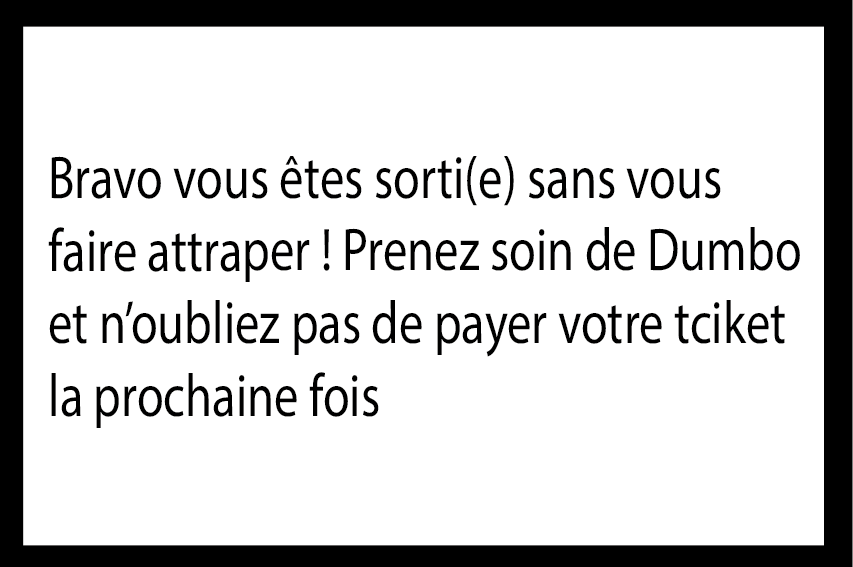 Bravo vous êtes sorti(e) sans vous
faire attraper ! Prenez soin de Dumbo
et n’oubliez pas de payer votre tciket
la prochaine fois